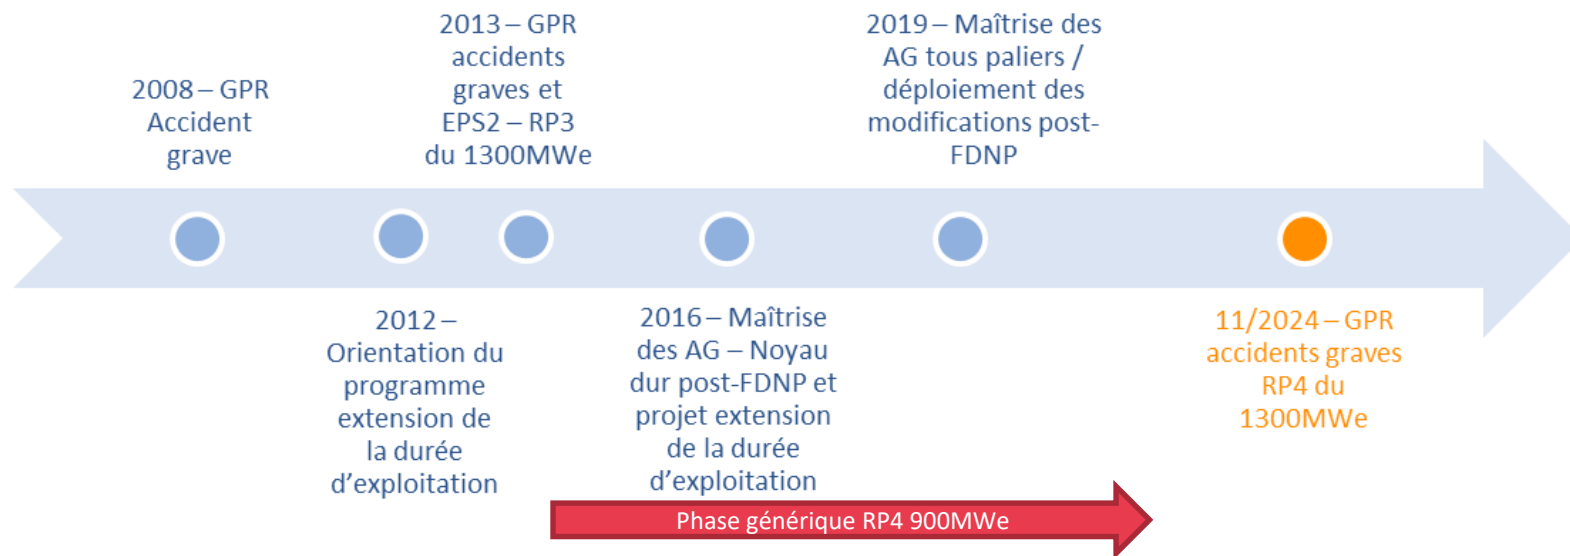 2008 – GPR
Accident
grave
2013 – GPR
accidents
graves et
EPS2 – RP3
du 1300MWe
2019 – Maîtrise des
AG tous paliers /
déploiement des
modifications post-
FDNP
2012 –
Orientation du
programme
extension de
la durée
d’exploitation
2016 – Maîtrise
des AG – Noyau
dur post-FDNP et
projet extension
de la durée
d’exploitation
11/2024 – GPR
accidents graves
RP4 du
1300MWe
Phase générique RP4 900MWe